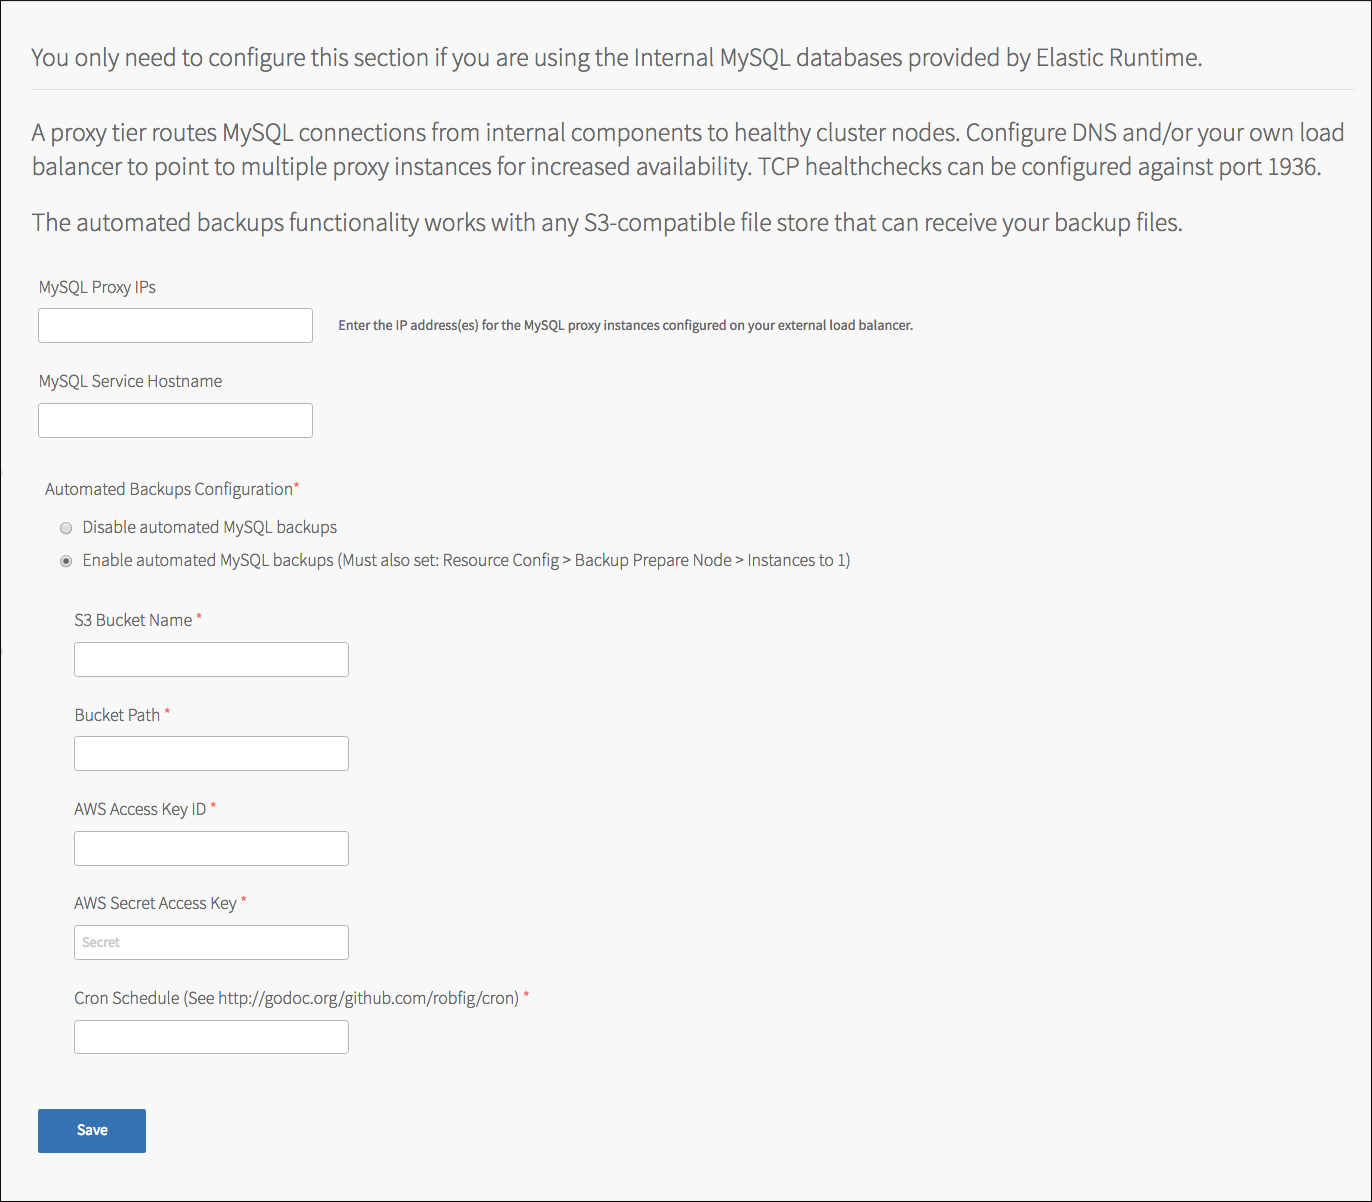 You only need to configure this section if you are using the Internal MySQL databases provided by Elastic Runtime.
A proxy tier routes MySQL connections from internal components to healthy cluster nodes. Configure DNS and/or your own load
balancer to point to multiple proxy instances for increased availability. TCP healthchecks can be configured against port 1936.
The automated backups functionality works with any S3-compatible file store that can receive your backup files.
MySQL Proxy IPs
Enter the IP address(es) for the MySQL proxy instances configured on your external load balancer.
MySQL Service Hostname
Automated Backups Configuration*
Disable automated MySQL backups
Enable automated MySQL backups (Must also set: Resource Config > Backup Prepare Node > Instances to 1)
S3 Bucket Name *
Bucket Path *
AWS Access Key ID *
AWS Secret Access Key *
Secret
Cron Schedule (See http://godoc.org/github.com/robfig/cron) *
Save